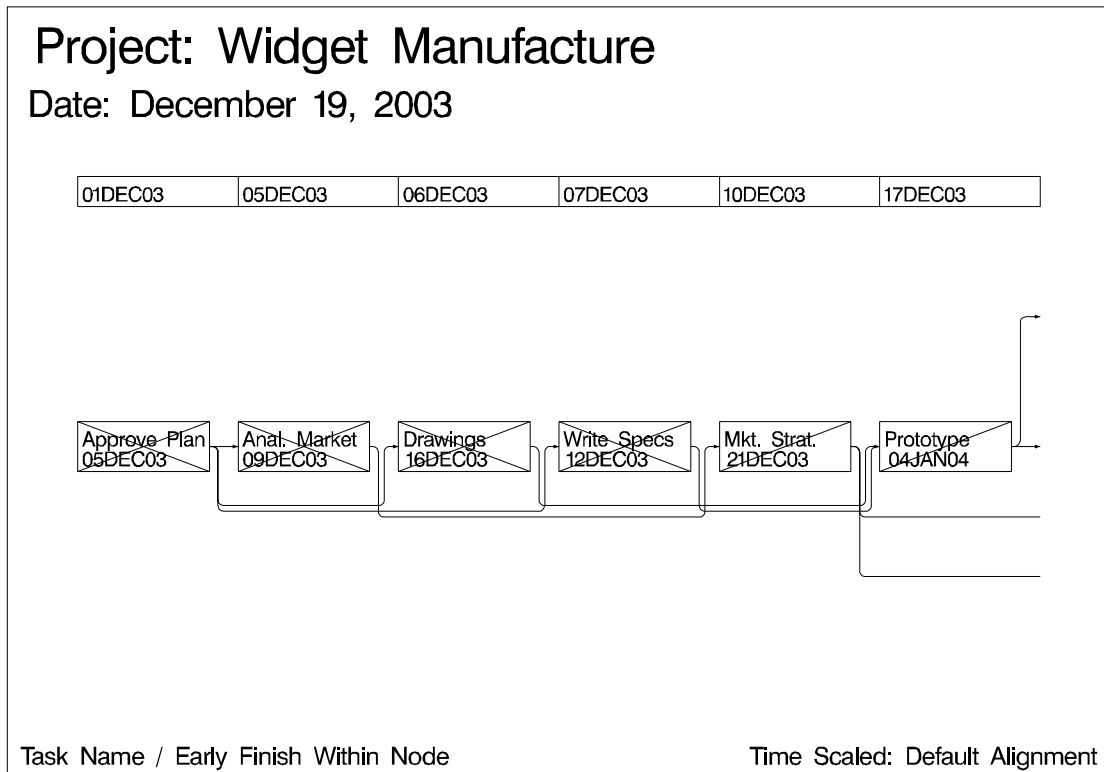 Project: Widget Manufacture
Date: December 19, 2003
01DEC03 05DEC03 06DEC03 07DEC03 10DEC03 17DEC03
Approve Plan Anal. Market Drawings Write Specs Mkt. Strat. Prototype
05DEC03 09DEC03 16DEC03 12DEC03 21DEC03 04JAN04
Task Name / Early Finish Within Node Time Scaled: Default Alignment